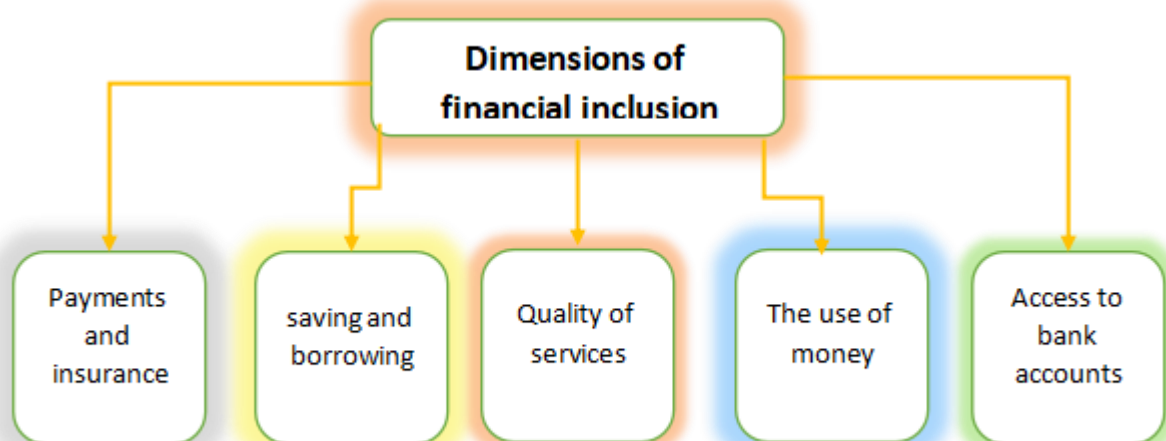 Dimensions of
financial inclusion
Payments
and
insurance
saving and
borrowing
Quality of
services
The use of
money
Access to
bank
accounts